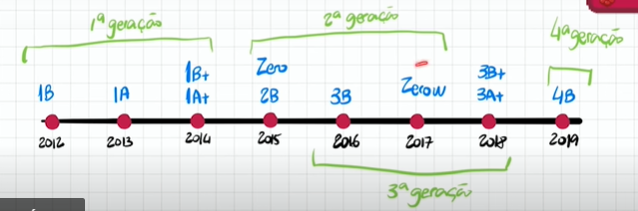 1ª geração
2ª geração
4ª geração
1B
1A
1B+
1A+
Zero
2B
3B
Zero W
3B+
3A+
4B
2012
2013
2014
2015
2016
2017
2018
2019
3ª geração